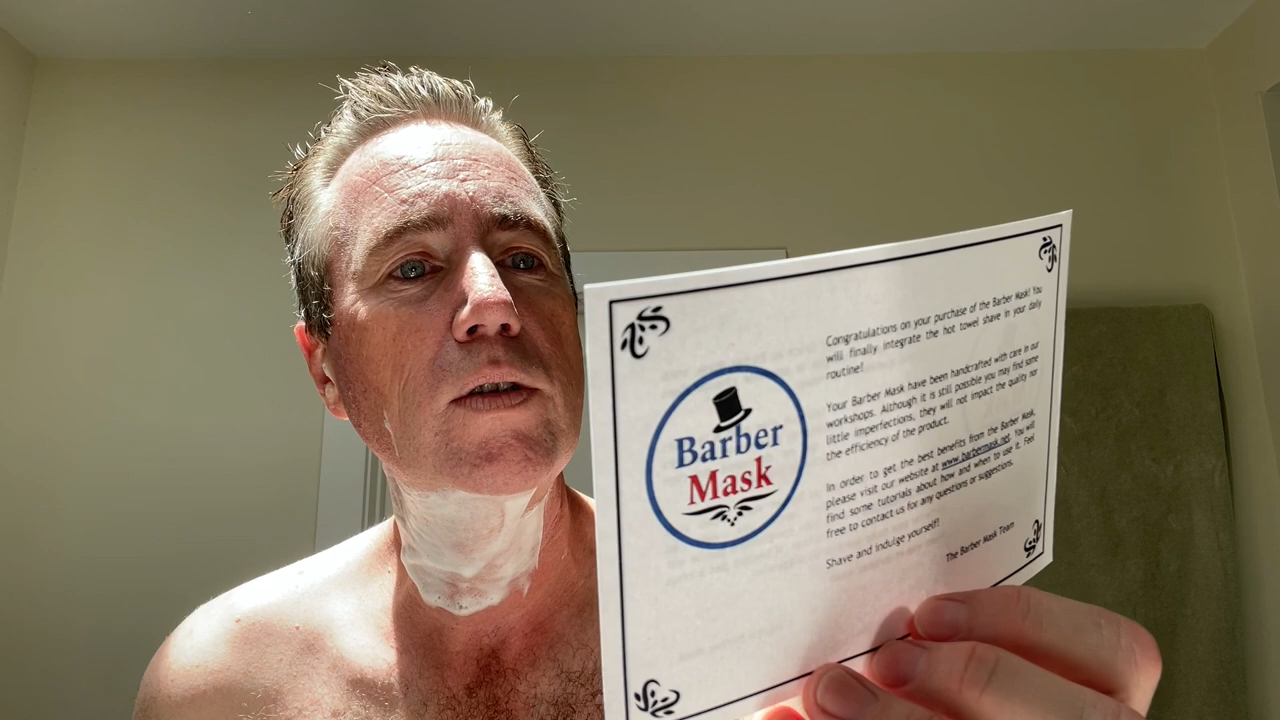 Barber
Mask
Congratulations on your purchase of the Barber Mask! You
will finally integrate the hot towel shave in your daily
routine!
Your Barber Mask have been handcrafted with care in our
workshops. Although it is still possible you may find some
little imperfections, they will not impact the quality nor
the efficiency of the product.
In order to get the best benefits from the Barber Mask,
please visit our website at www.barbermask.net. You will
find some tutorials about how and when to use it. Feel
free to contact us for any questions or suggestions.
Shave and indulge yourself!
The Barber Mask Team